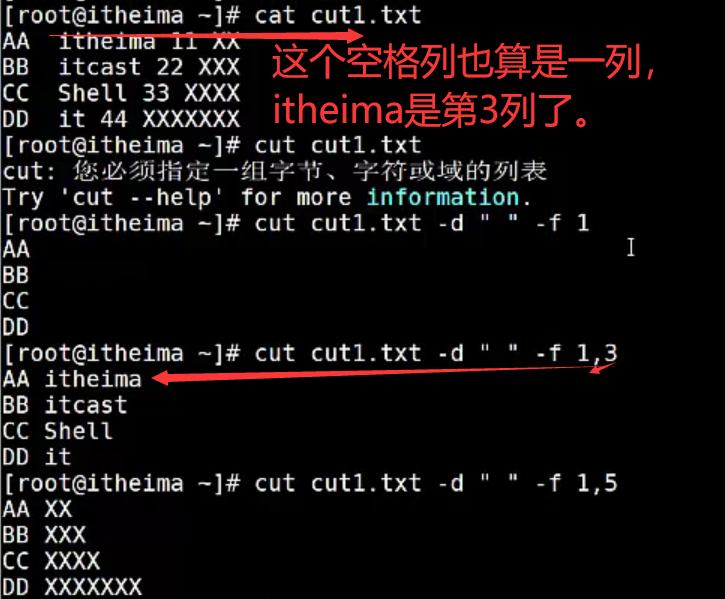 [root@itheima ~]# cat cut1.txt
AA  itheima 11 XX
BB  itcast 22 XXX
CC  Shell 33 XXXX
DD  it 44 XXXXXXX
这个空格列也算是一列，
itheima是第3列了。
[root@itheima ~]# cut cut1.txt
cut: 您必须指定一组字节、字符或域的列表
Try 'cut --help' for more information.
[root@itheima ~]# cut cut1.txt -d " " -f 1
AA
BB
CC
DD
[root@itheima ~]# cut cut1.txt -d " " -f 1,3
AA itheima
BB itcast
CC Shell
DD it
[root@itheima ~]# cut cut1.txt -d " " -f 1,5
AA XX
BB XXX
CC XXXX
DD XXXXXXX